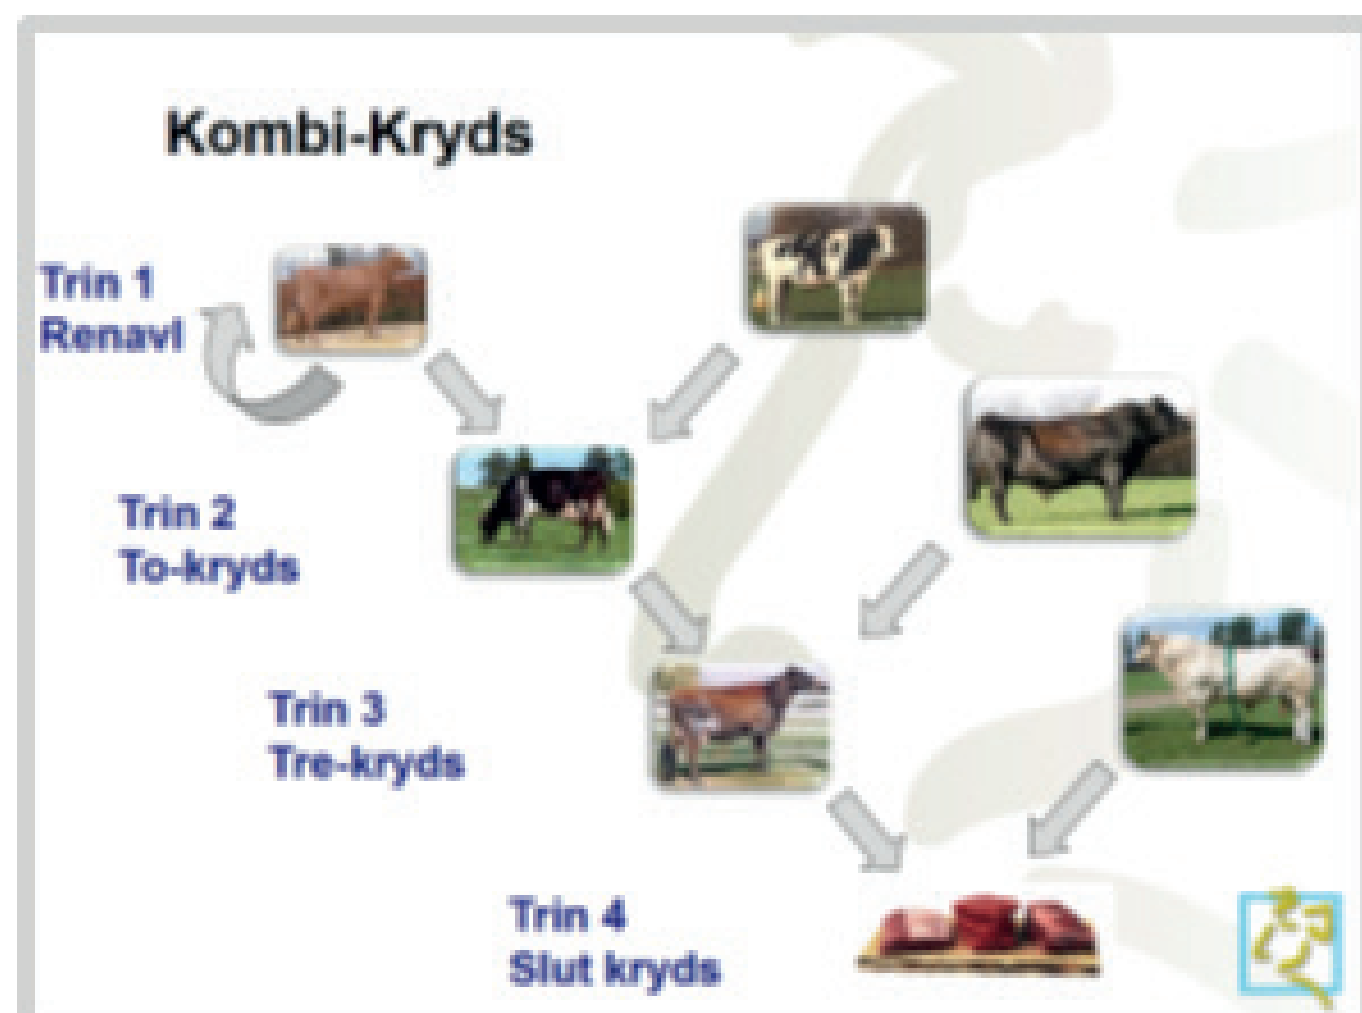 Kombi-Kryds
Trin 1
Renavl
Trin 2
To-kryds
Trin 3
Tre-kryds
Trin 4
Slut kryds